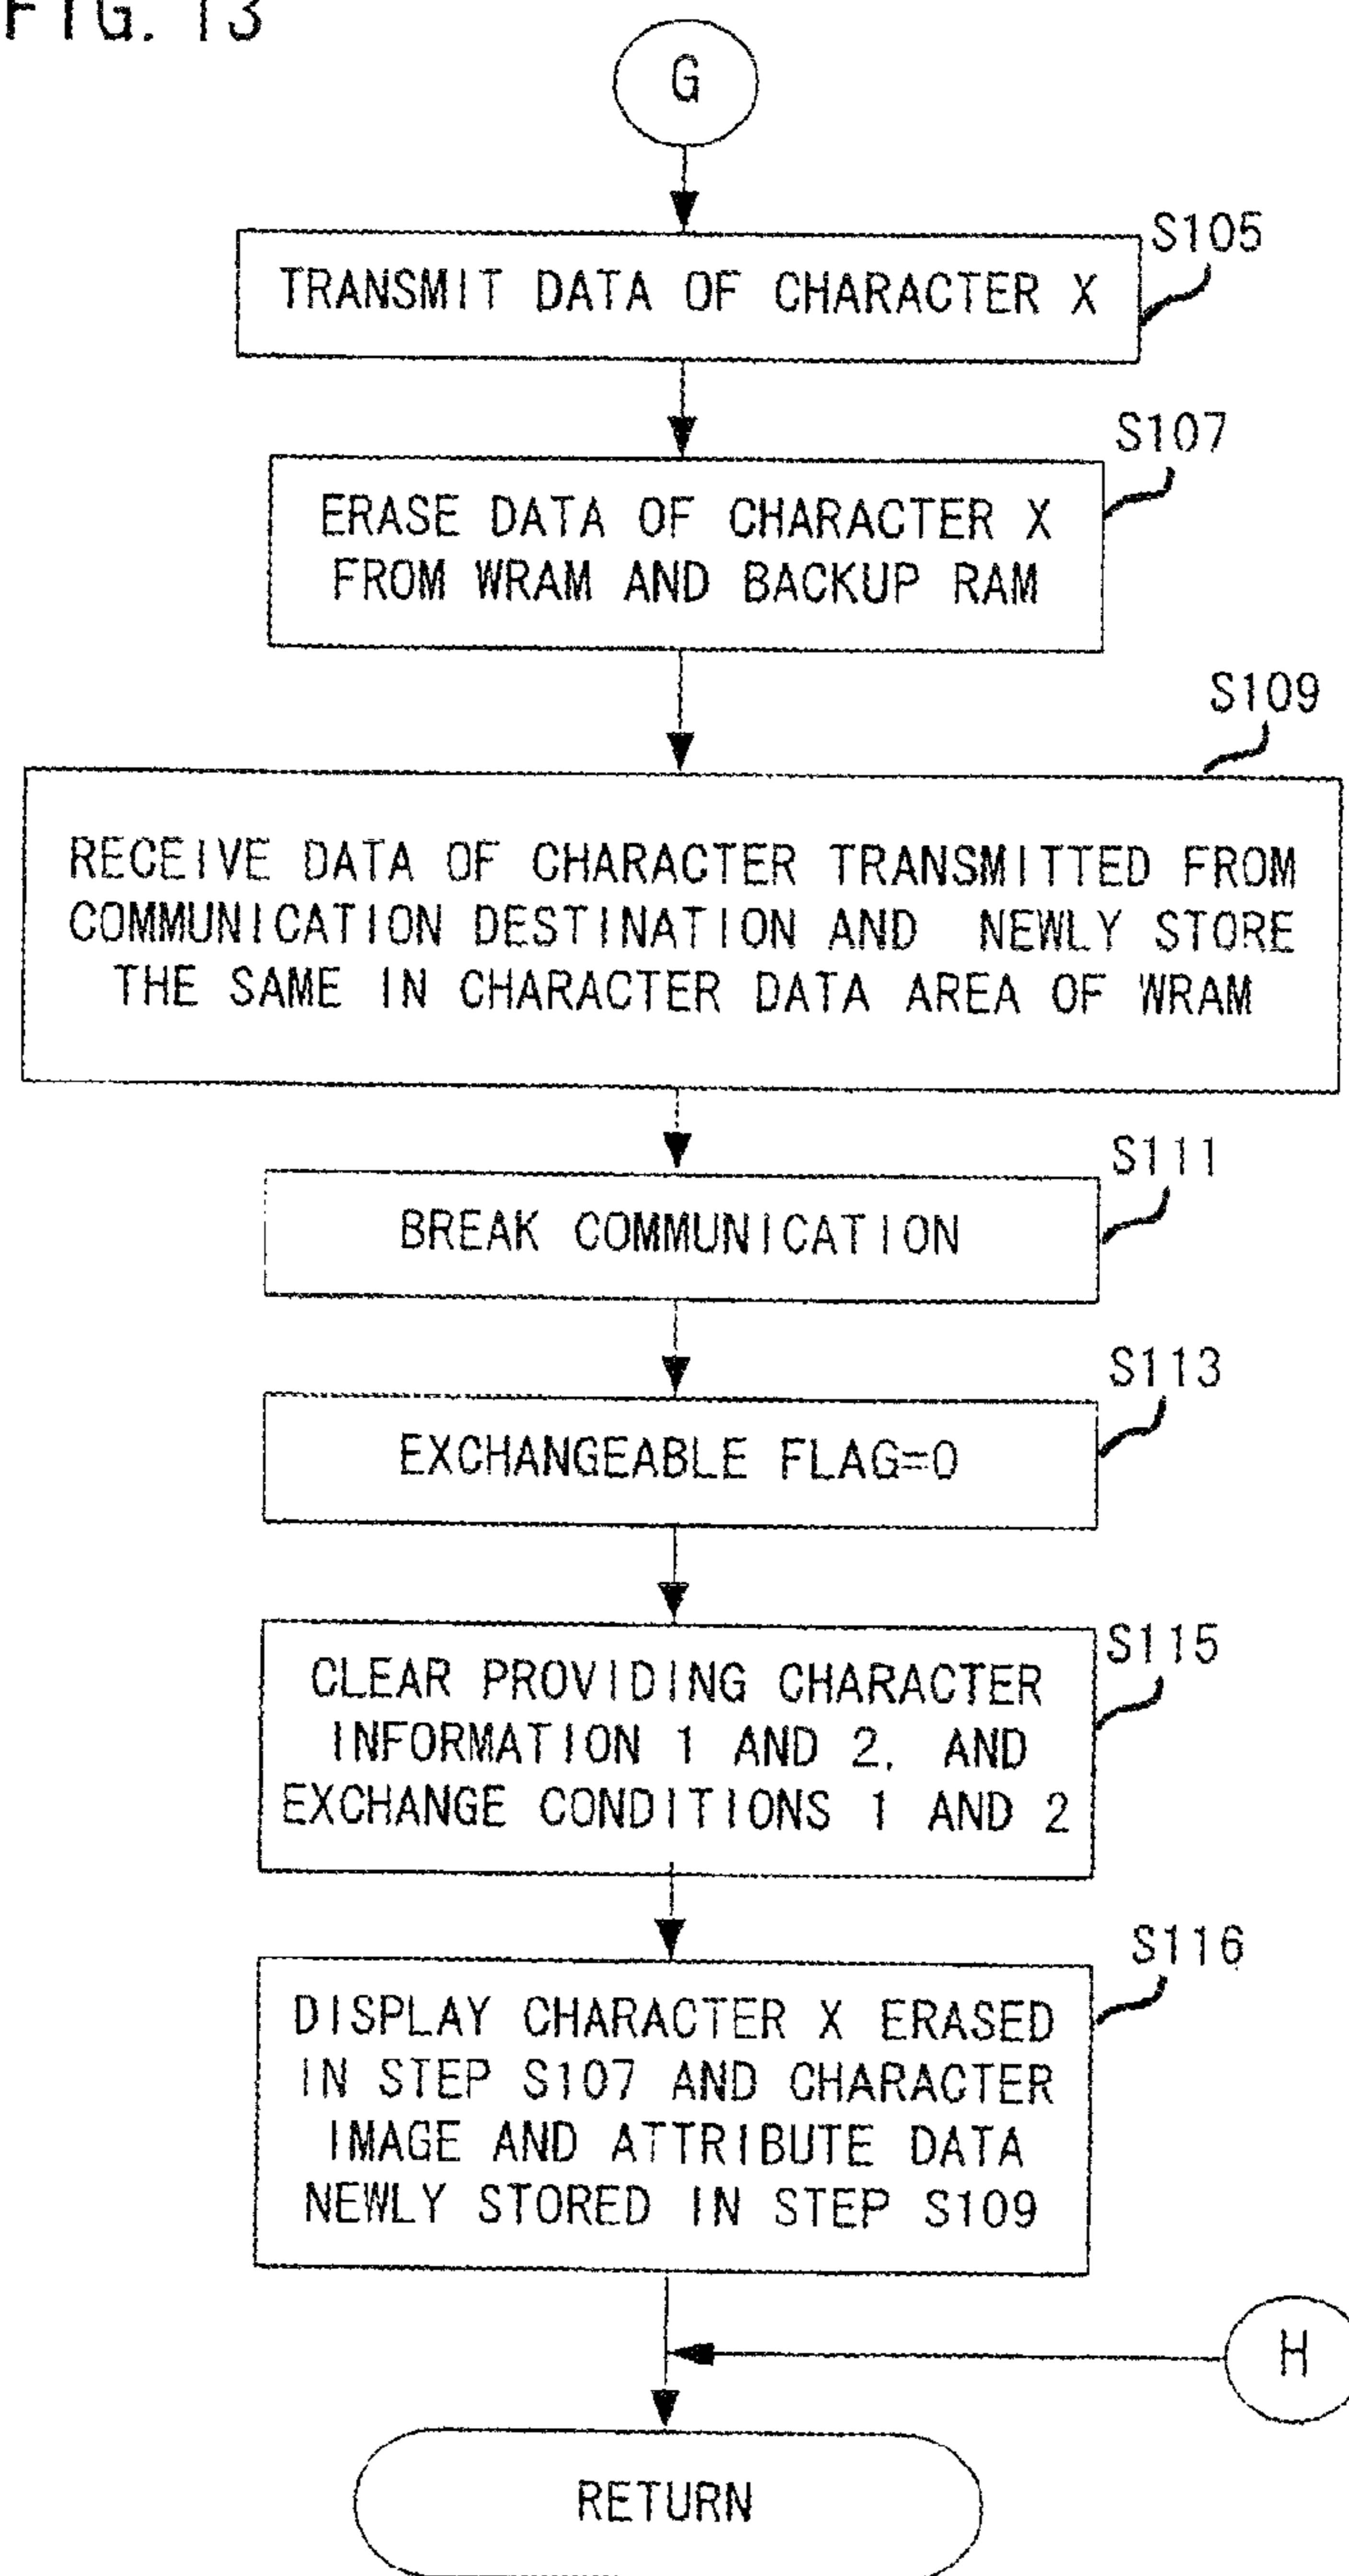 FIG. 13
G
S105
TRANSMIT DATA OF CHARACTER X
S107
ERASE DATA OF CHARACTER X
FROM WRAM AND BACKUP RAM
S109
RECEIVE DATA OF CHARACTER TRANSMITTED FROM
COMMUNICATION DESTINATION AND NEWLY STORE
THE SAME IN CHARACTER DATA AREA OF WRAM
S111
BREAK COMMUNICATION
S113
EXCHANGEABLE FLAG=0
S115
CLEAR PROVIDING CHARACTER
INFORMATION 1 AND 2, AND
EXCHANGE CONDITIONS 1 AND 2
S116
DISPLAY CHARACTER X ERASED
IN STEP S107 AND CHARACTER
IMAGE AND ATTRIBUTE DATA
NEWLY STORED IN STEP S109
H
RETURN